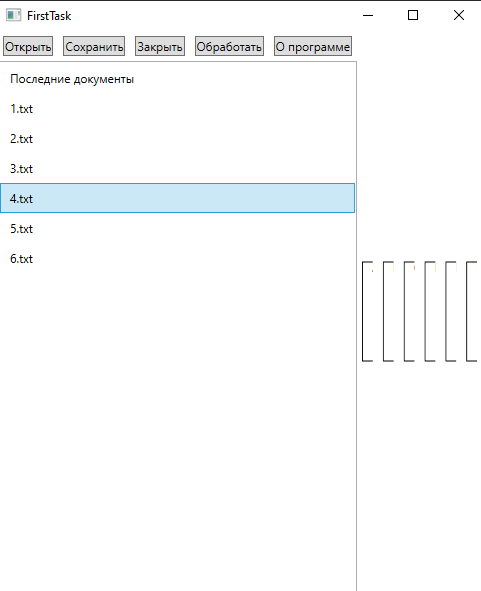 FirstTask
Открыть Сохранить Закрыть Обработать О программе
Последние документы
1.txt
2.txt
3.txt
4.txt
5.txt
6.txt